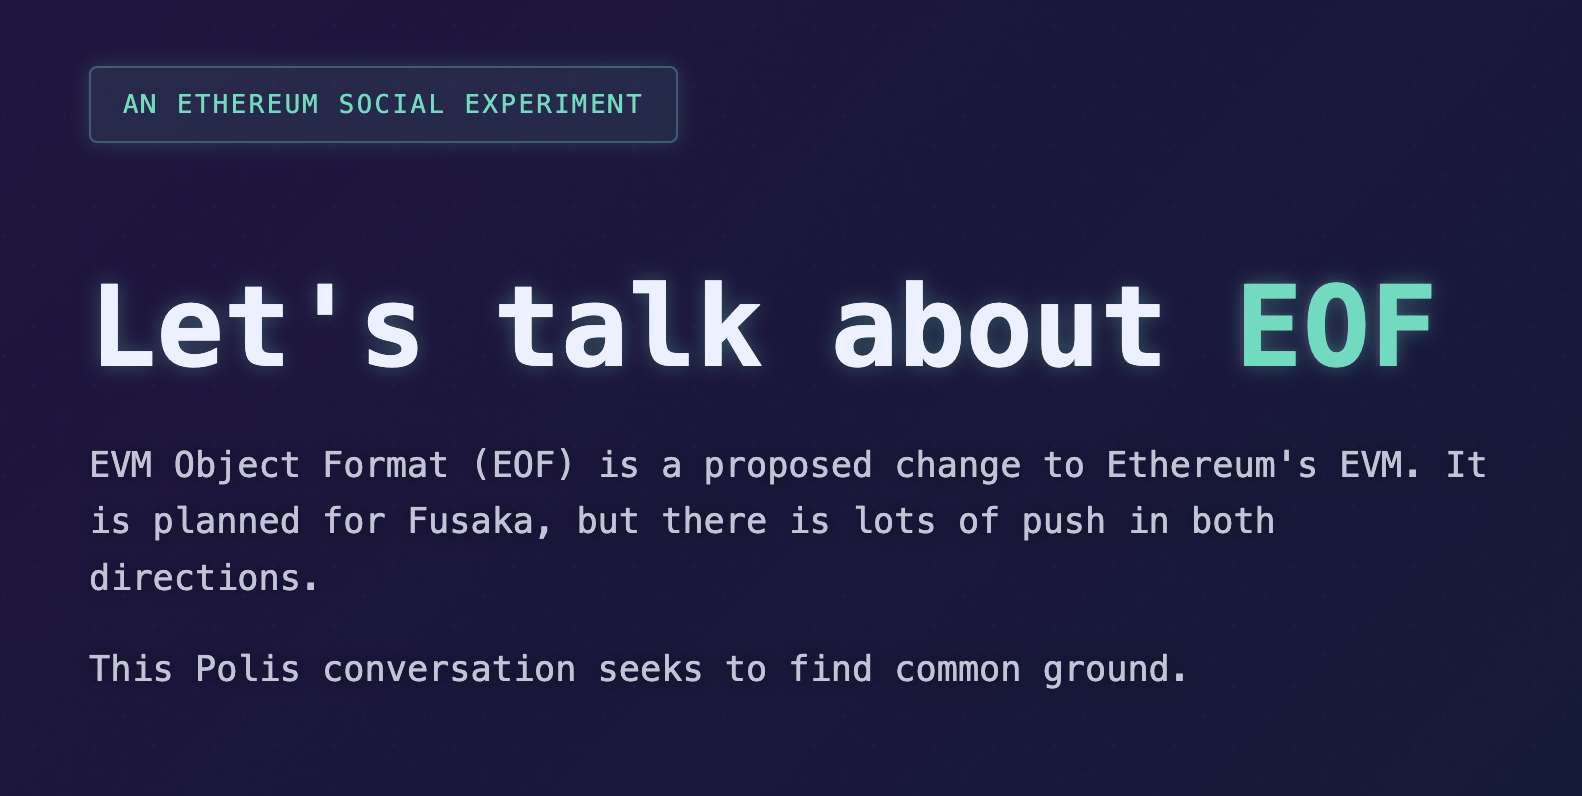 AN ETHEREUM SOCIAL EXPERIMENT
Let's talk about EOF
EVM Object Format (EOF) is a proposed change to Ethereum's EVM. It
is planned for Fusaka, but there is lots of push in both
directions.
This Polis conversation seeks to find common ground.